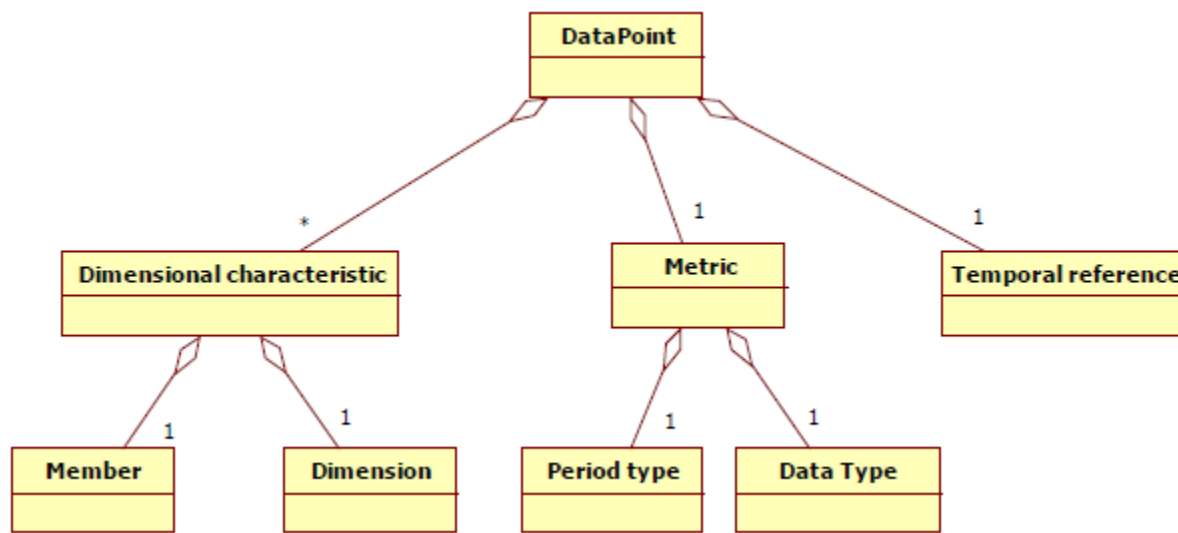 DataPoint
*
1
1
Dimensional characteristic
Metric
Temporal reference
1
1
1
1
Member
Dimension
Period type
Data Type